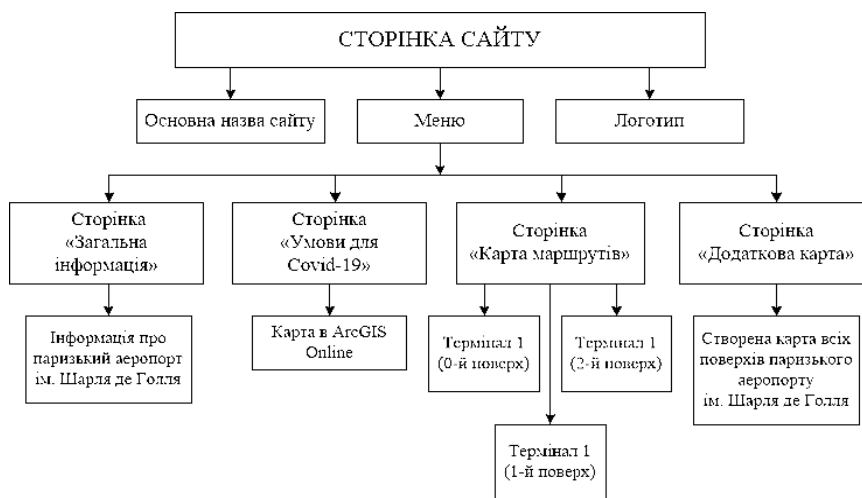 СТОРІНКА САЙТУ
Основна назва сайту
Меню
Логотип
Сторінка
«Загальна
інформація»
Сторінка
«Умови для
Covid-19»
Сторінка
«Карта маршрутів»
Сторінка
«Додаткова карта»
Інформація про
паризький аеропорт
ім. Шарля де Голля
Карта в ArcGIS
Online
Термінал 1
(0-й поверх)
Термінал 1
(2-й поверх)
Створена карта всіх
поверхів паризького
аеропорту
ім. Шарля де Голля
Термінал 1
(1-й поверх)